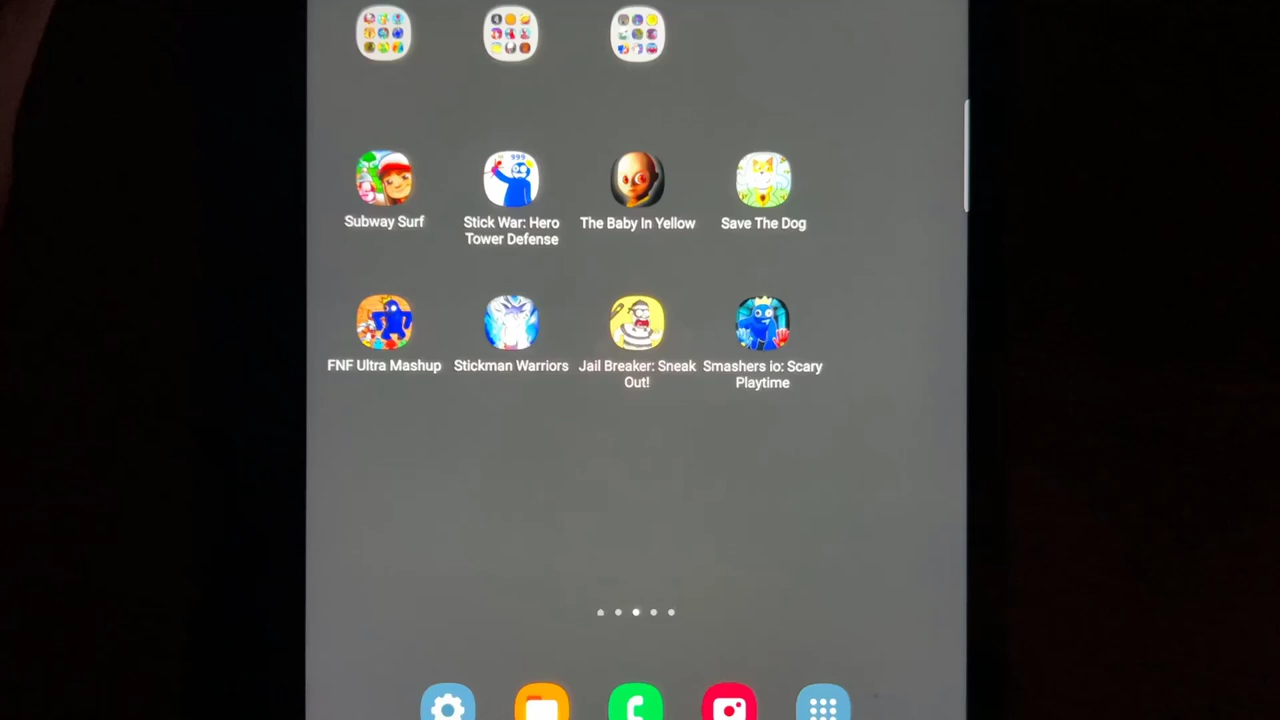 999
Subway Surf
Stick War: Hero
Tower Defense
The Baby In Yellow
Save The Dog
FNF Ultra Mashup
Stickman Warriors
Jail Breaker: Sneak
Out!
Smashers io: Scary
Playtime